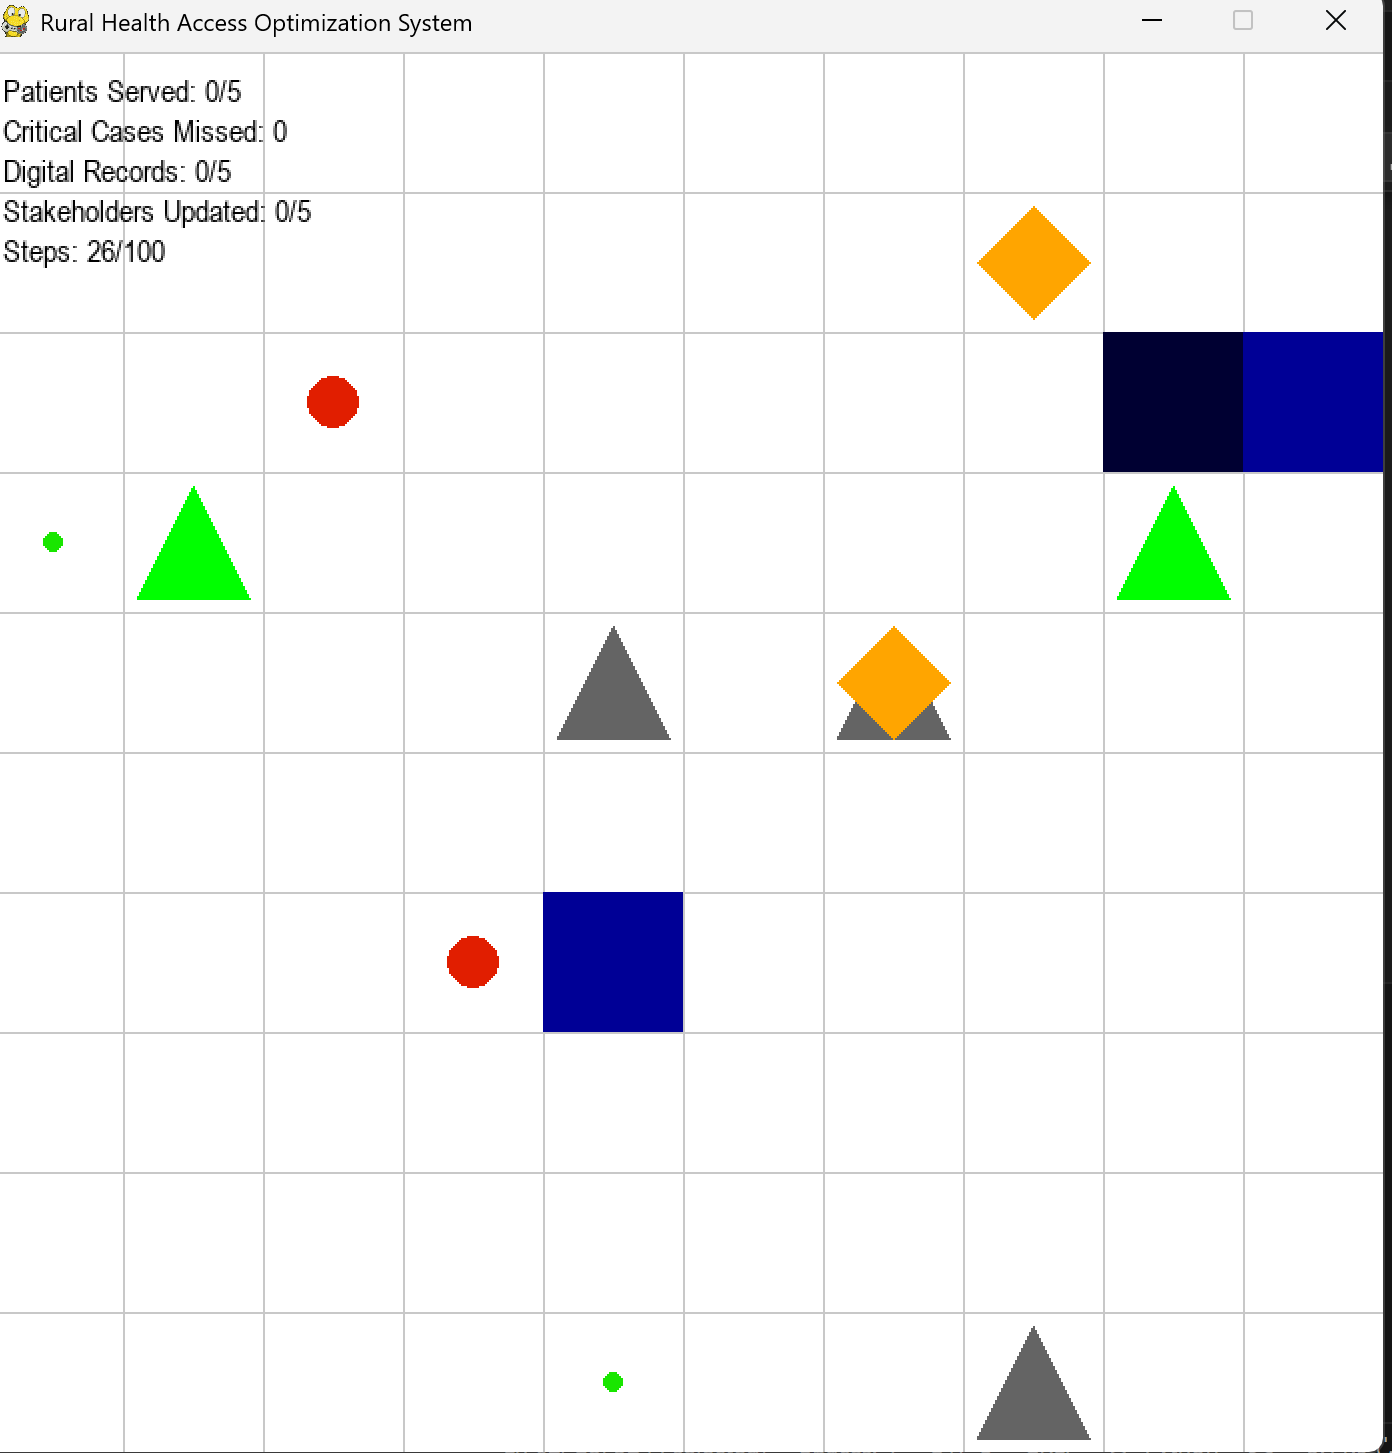 Rural Health Access Optimization System
Patients Served: 0/5
Critical Cases Missed: 0
Digital Records: 0/5
Stakeholders Updated: 0/5
Steps: 26/100